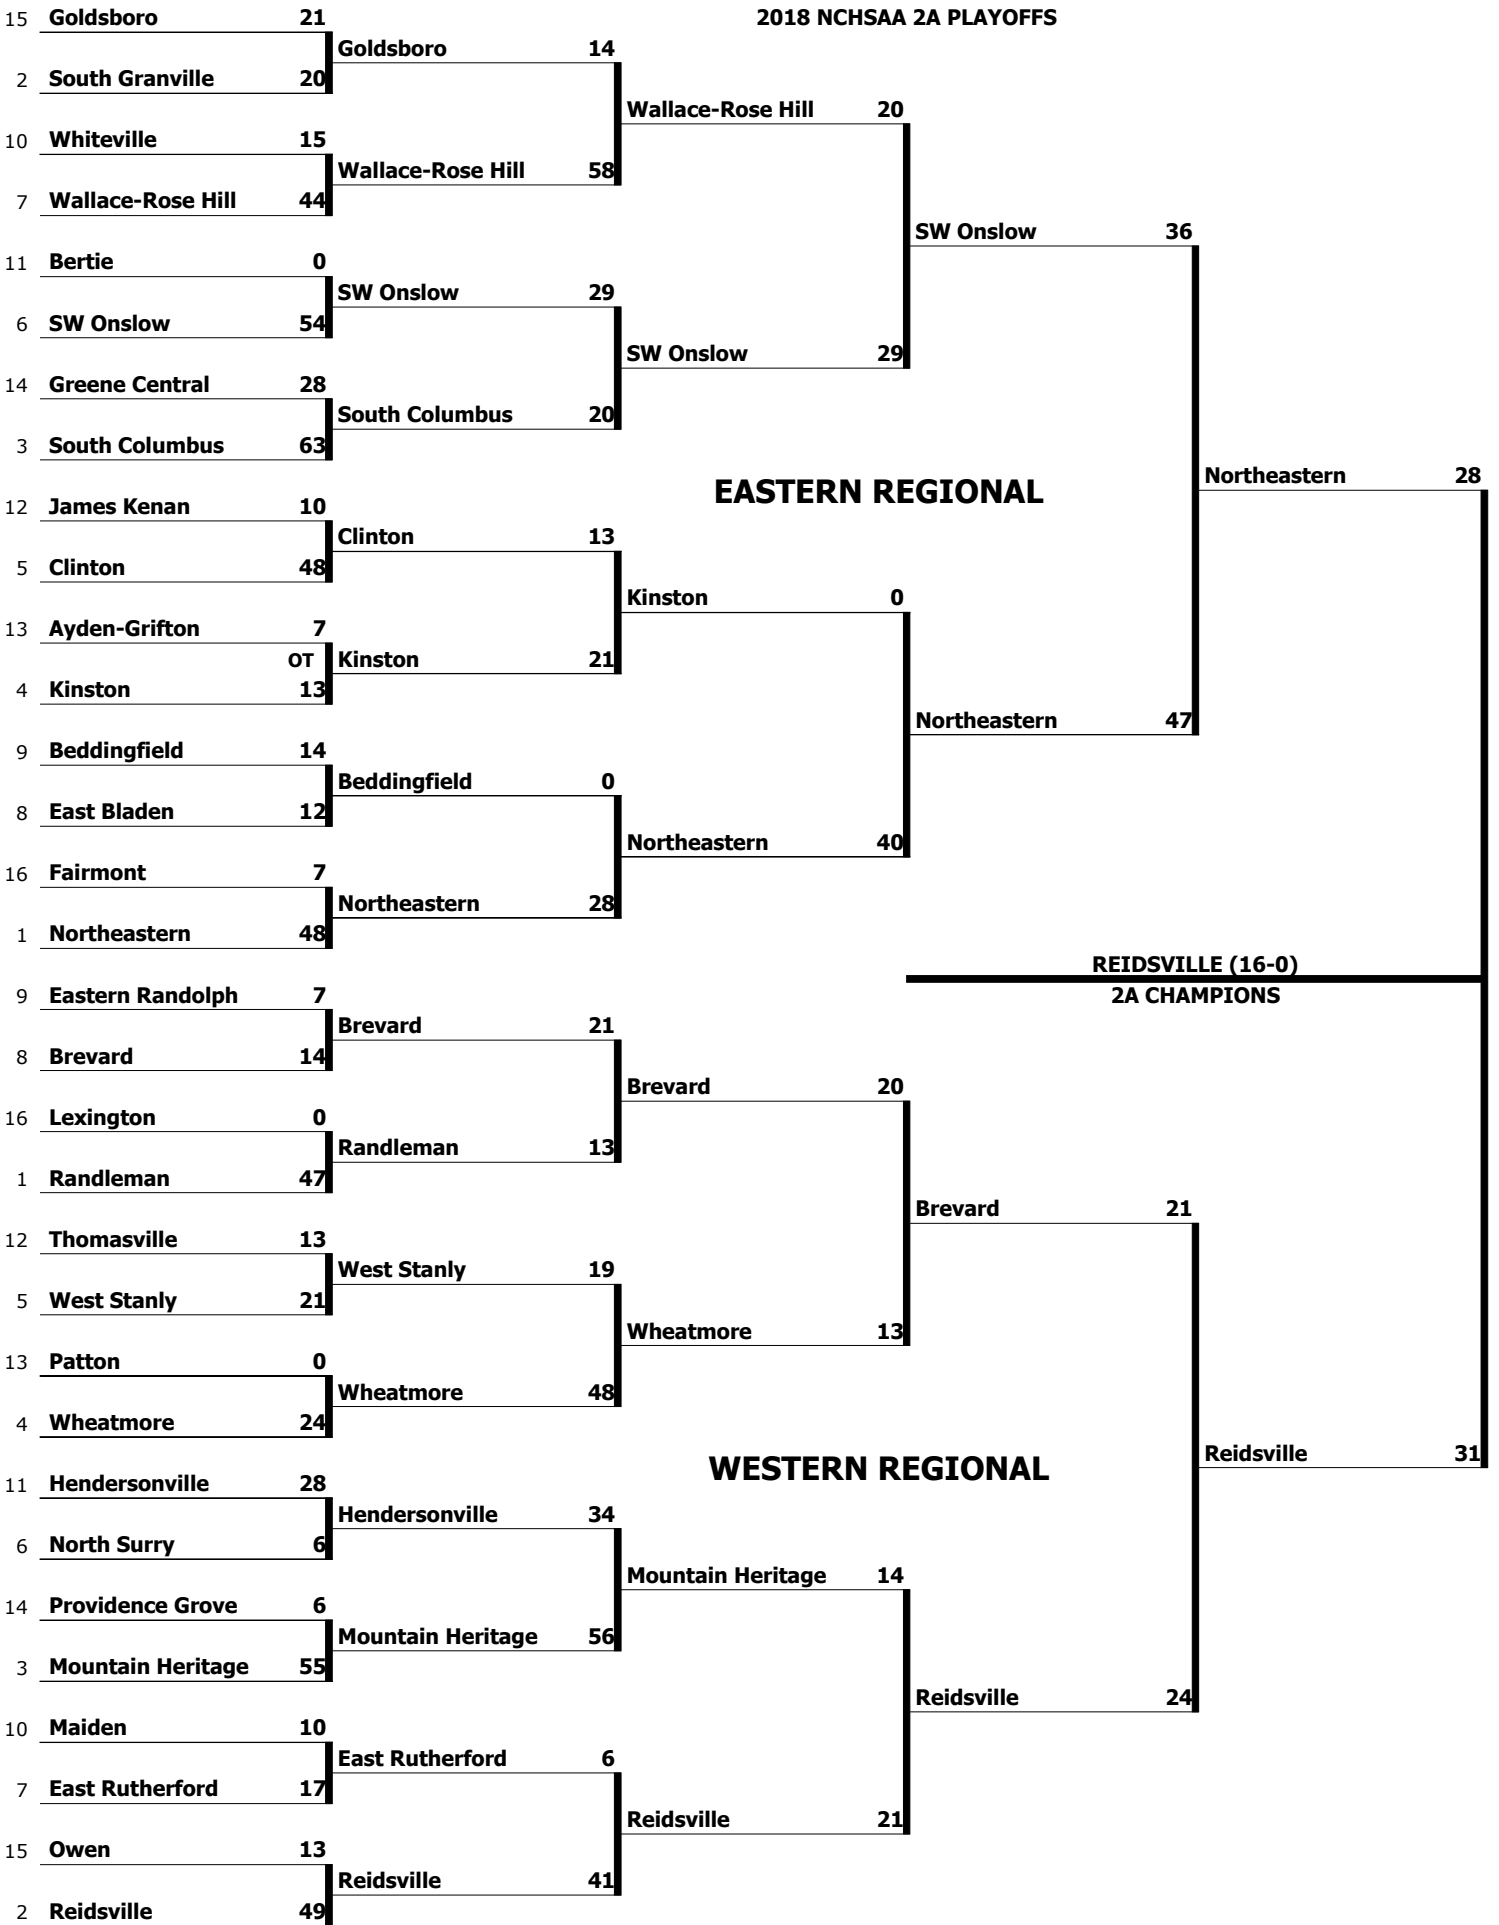 2018 NCHSAA 2A PLAYOFFS
15 Goldsboro 21
Goldsboro 14
2 South Granville 20
Wallace-Rose Hill 20
10 Whiteville 15
Wallace-Rose Hill 58
7 Wallace-Rose Hill 44
SW Onslow 36
11 Bertie 0
SW Onslow 29
6 SW Onslow 54
SW Onslow 29
14 Greene Central 28
South Columbus 20
3 South Columbus 63
Northeastern 28
EASTERN REGIONAL
12 James Kenan 10
Clinton 13
5 Clinton 48
Kinston 0
13 Ayden-Grifton 7
OT Kinston 21
4 Kinston 13
Northeastern 47
9 Beddingfield 14
Beddingfield 0
8 East Bladen 12
Northeastern 40
16 Fairmont 7
Northeastern 28
1 Northeastern 48
REIDSVILLE (16-0)
9 Eastern Randolph 7
2A CHAMPIONS
Brevard 21
8 Brevard 14
Brevard 20
16 Lexington 0
Randleman 13
1 Randleman 47
Brevard 21
12 Thomasville 13
West Stanly 19
5 West Stanly 21
Wheatmore 13
13 Patton 0
Wheatmore 48
4 Wheatmore 24
Reidsville 31
WESTERN REGIONAL
11 Hendersonville 28
Hendersonville 34
6 North Surry 6
Mountain Heritage 14
14 Providence Grove 6
Mountain Heritage 56
3 Mountain Heritage 55
Reidsville 24
10 Maiden 10
East Rutherford 6
7 East Rutherford 17
Reidsville 21
15 Owen 13
Reidsville 41
2 Reidsville 49